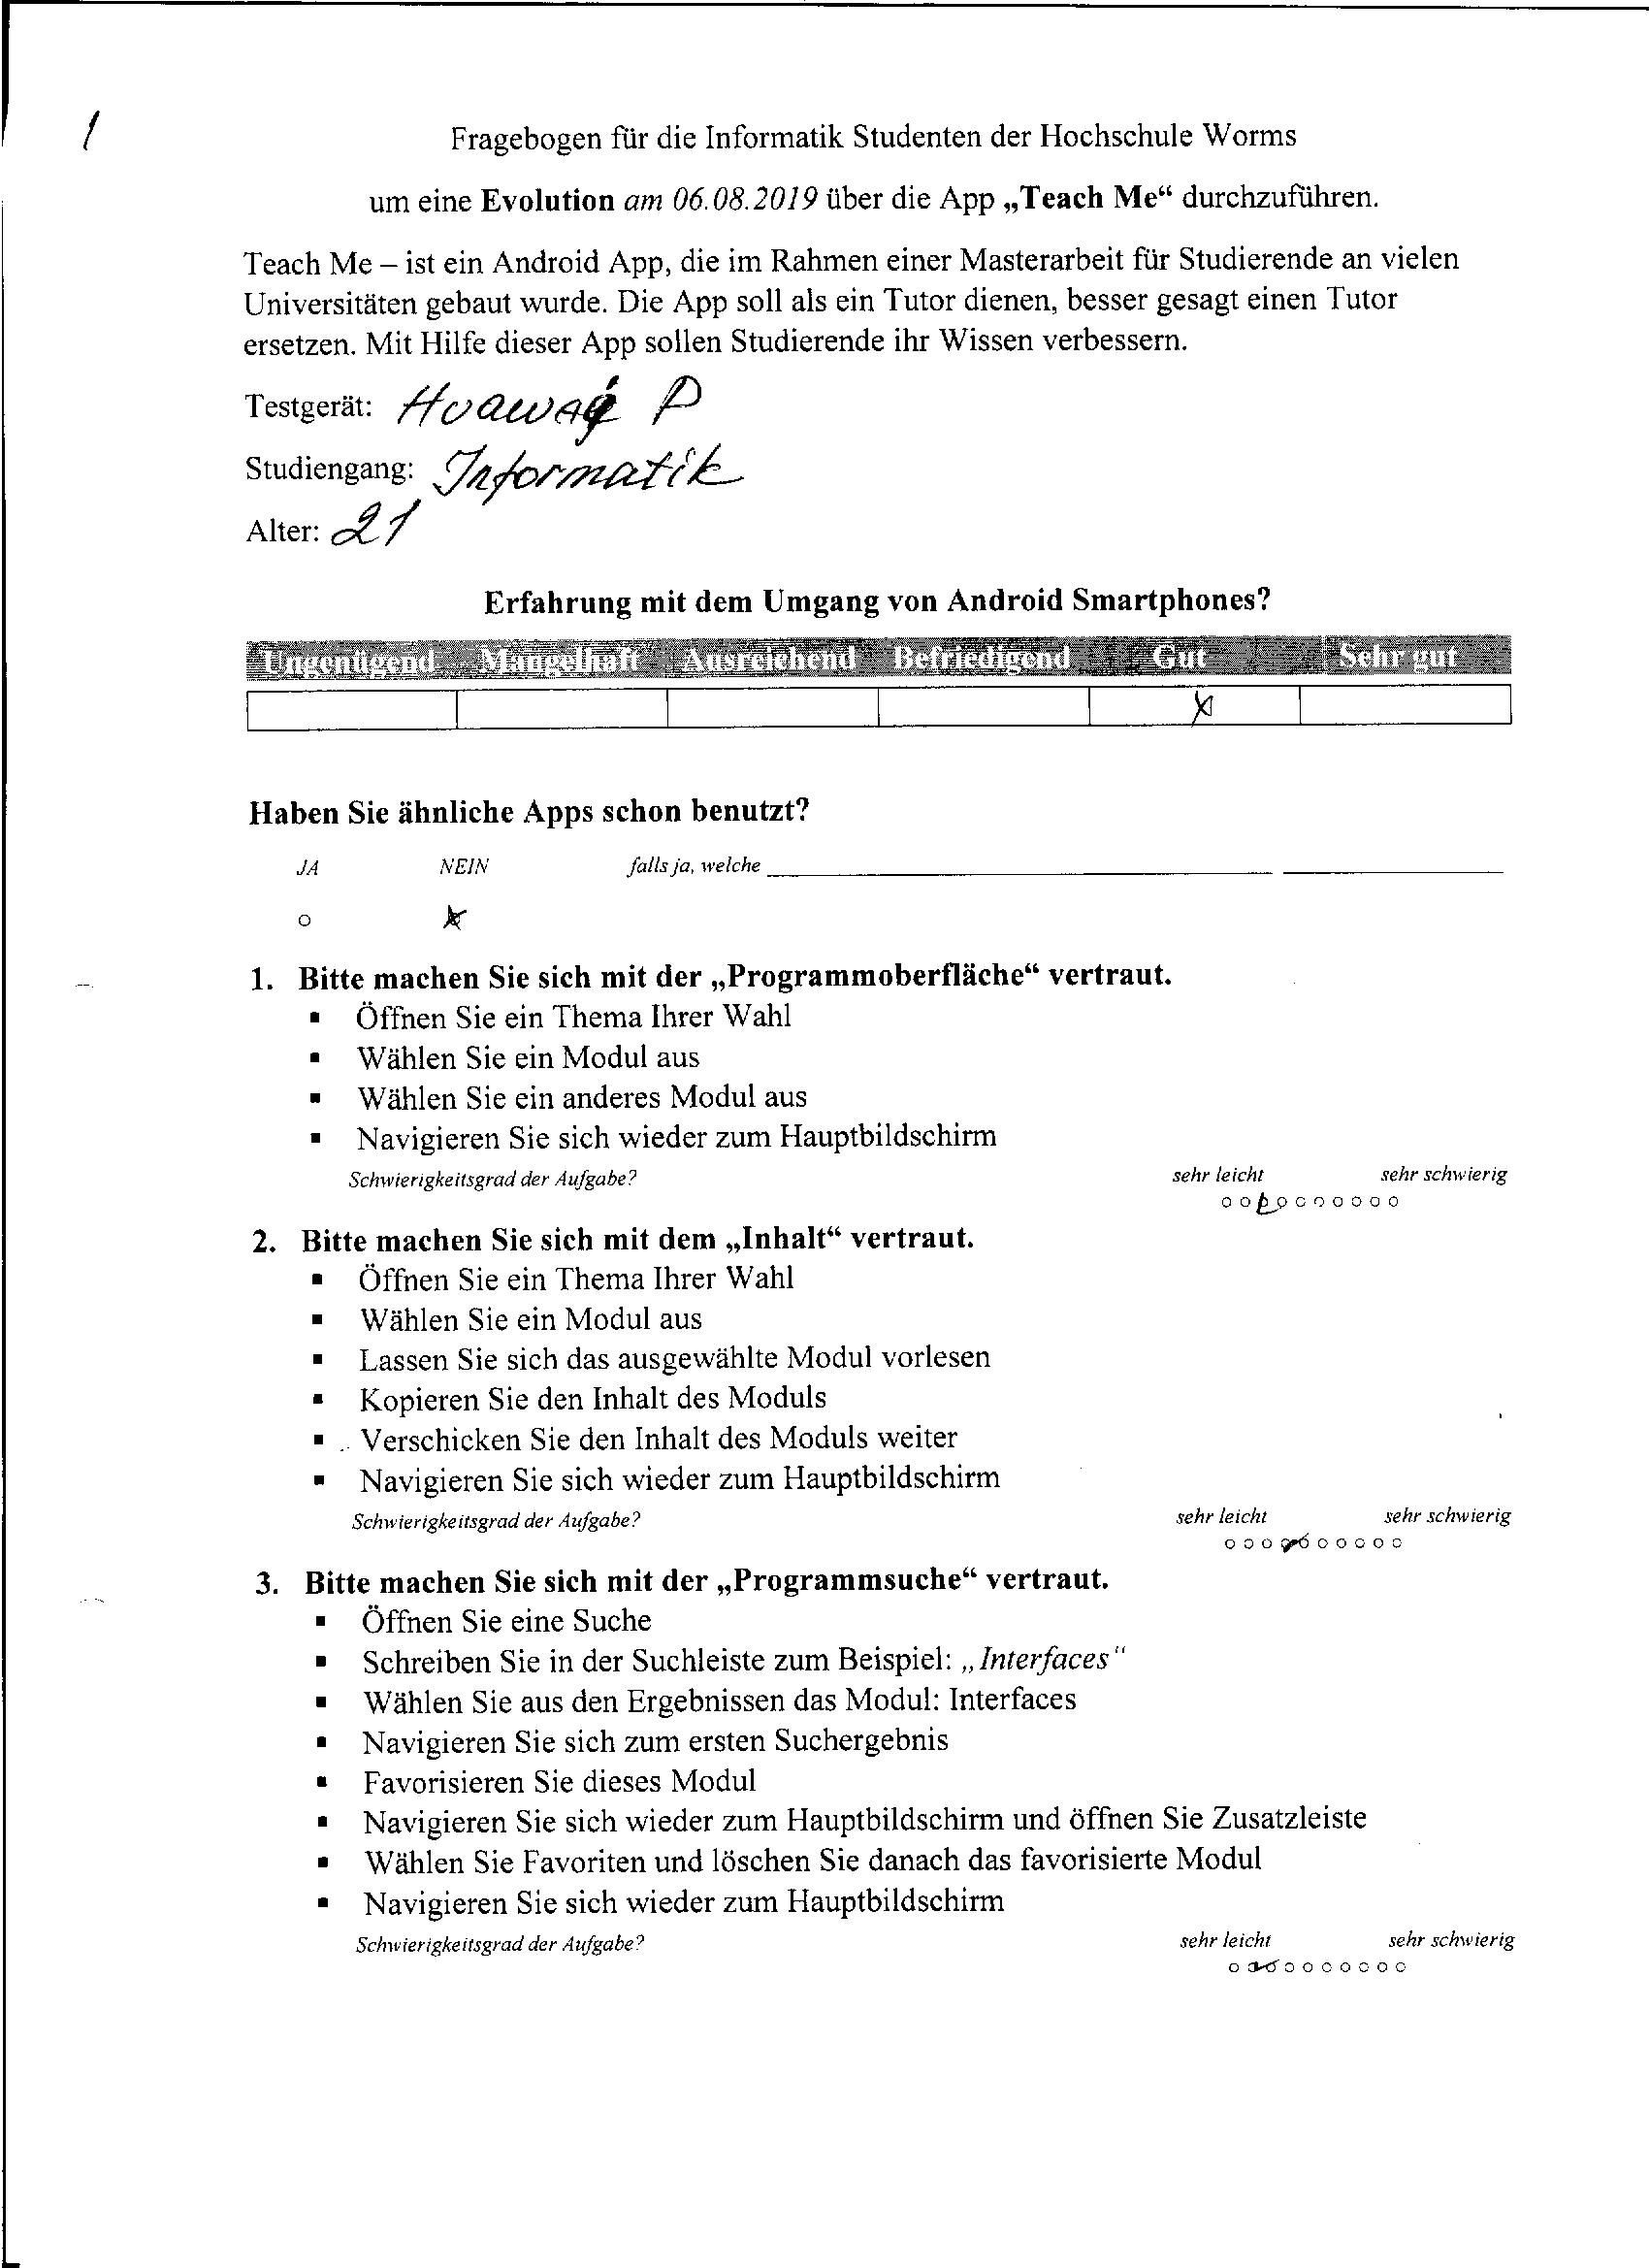 1
Fragebogen für die Informatik Studenten der Hochschule Worms
um eine Evolution am 06.08.2019 über die App „Teach Me“ durchzuführen.
Teach Me – ist ein Android App, die im Rahmen einer Masterarbeit für Studierende an vielen
Universitäten gebaut wurde. Die App soll als ein Tutor dienen, besser gesagt einen Tutor
ersetzen. Mit Hilfe dieser App sollen Studierende ihr Wissen verbessern.
Testgerät: P
Studiengang: Informatik
Alter: 21
Erfahrung mit dem Umgang von Android Smartphones?
Ungenügend Mangelhaft Ausreichend Befriedigend Gut Sehr gut
Haben Sie ähnliche Apps schon benutzt?
JA NEIN falls ja, welche
1. Bitte machen Sie sich mit der „Programmoberfläche“ vertraut.
▪ Öffnen Sie ein Thema Ihrer Wahl
▪ Wählen Sie ein Modul aus
▪ Wählen Sie ein anderes Modul aus
▪ Navigieren Sie sich wieder zum Hauptbildschirm
Schwierigkeitsgrad der Aufgabe? sehr leicht sehr schwierig
2. Bitte machen Sie sich mit dem „Inhalt“ vertraut.
▪ Öffnen Sie ein Thema Ihrer Wahl
▪ Wählen Sie ein Modul aus
▪ Lassen Sie sich das ausgewählte Modul vorlesen
▪ Kopieren Sie den Inhalt des Moduls
▪ Verschicken Sie den Inhalt des Moduls weiter
▪ Navigieren Sie sich wieder zum Hauptbildschirm
Schwierigkeitsgrad der Aufgabe? sehr leicht sehr schwierig
3. Bitte machen Sie sich mit der „Programmsuche“ vertraut.
▪ Öffnen Sie eine Suche
▪ Schreiben Sie in der Suchleiste zum Beispiel: „Interfaces“
▪ Wählen Sie aus den Ergebnissen das Modul: Interfaces
▪ Navigieren Sie sich zum ersten Suchergebnis
▪ Favorisieren Sie dieses Modul
▪ Navigieren Sie sich wieder zum Hauptbildschirm und öffnen Sie Zusatzleiste
▪ Wählen Sie Favoriten und löschen Sie danach das favorisierte Modul
▪ Navigieren Sie sich wieder zum Hauptbildschirm
Schwierigkeitsgrad der Aufgabe? sehr leicht sehr schwierig